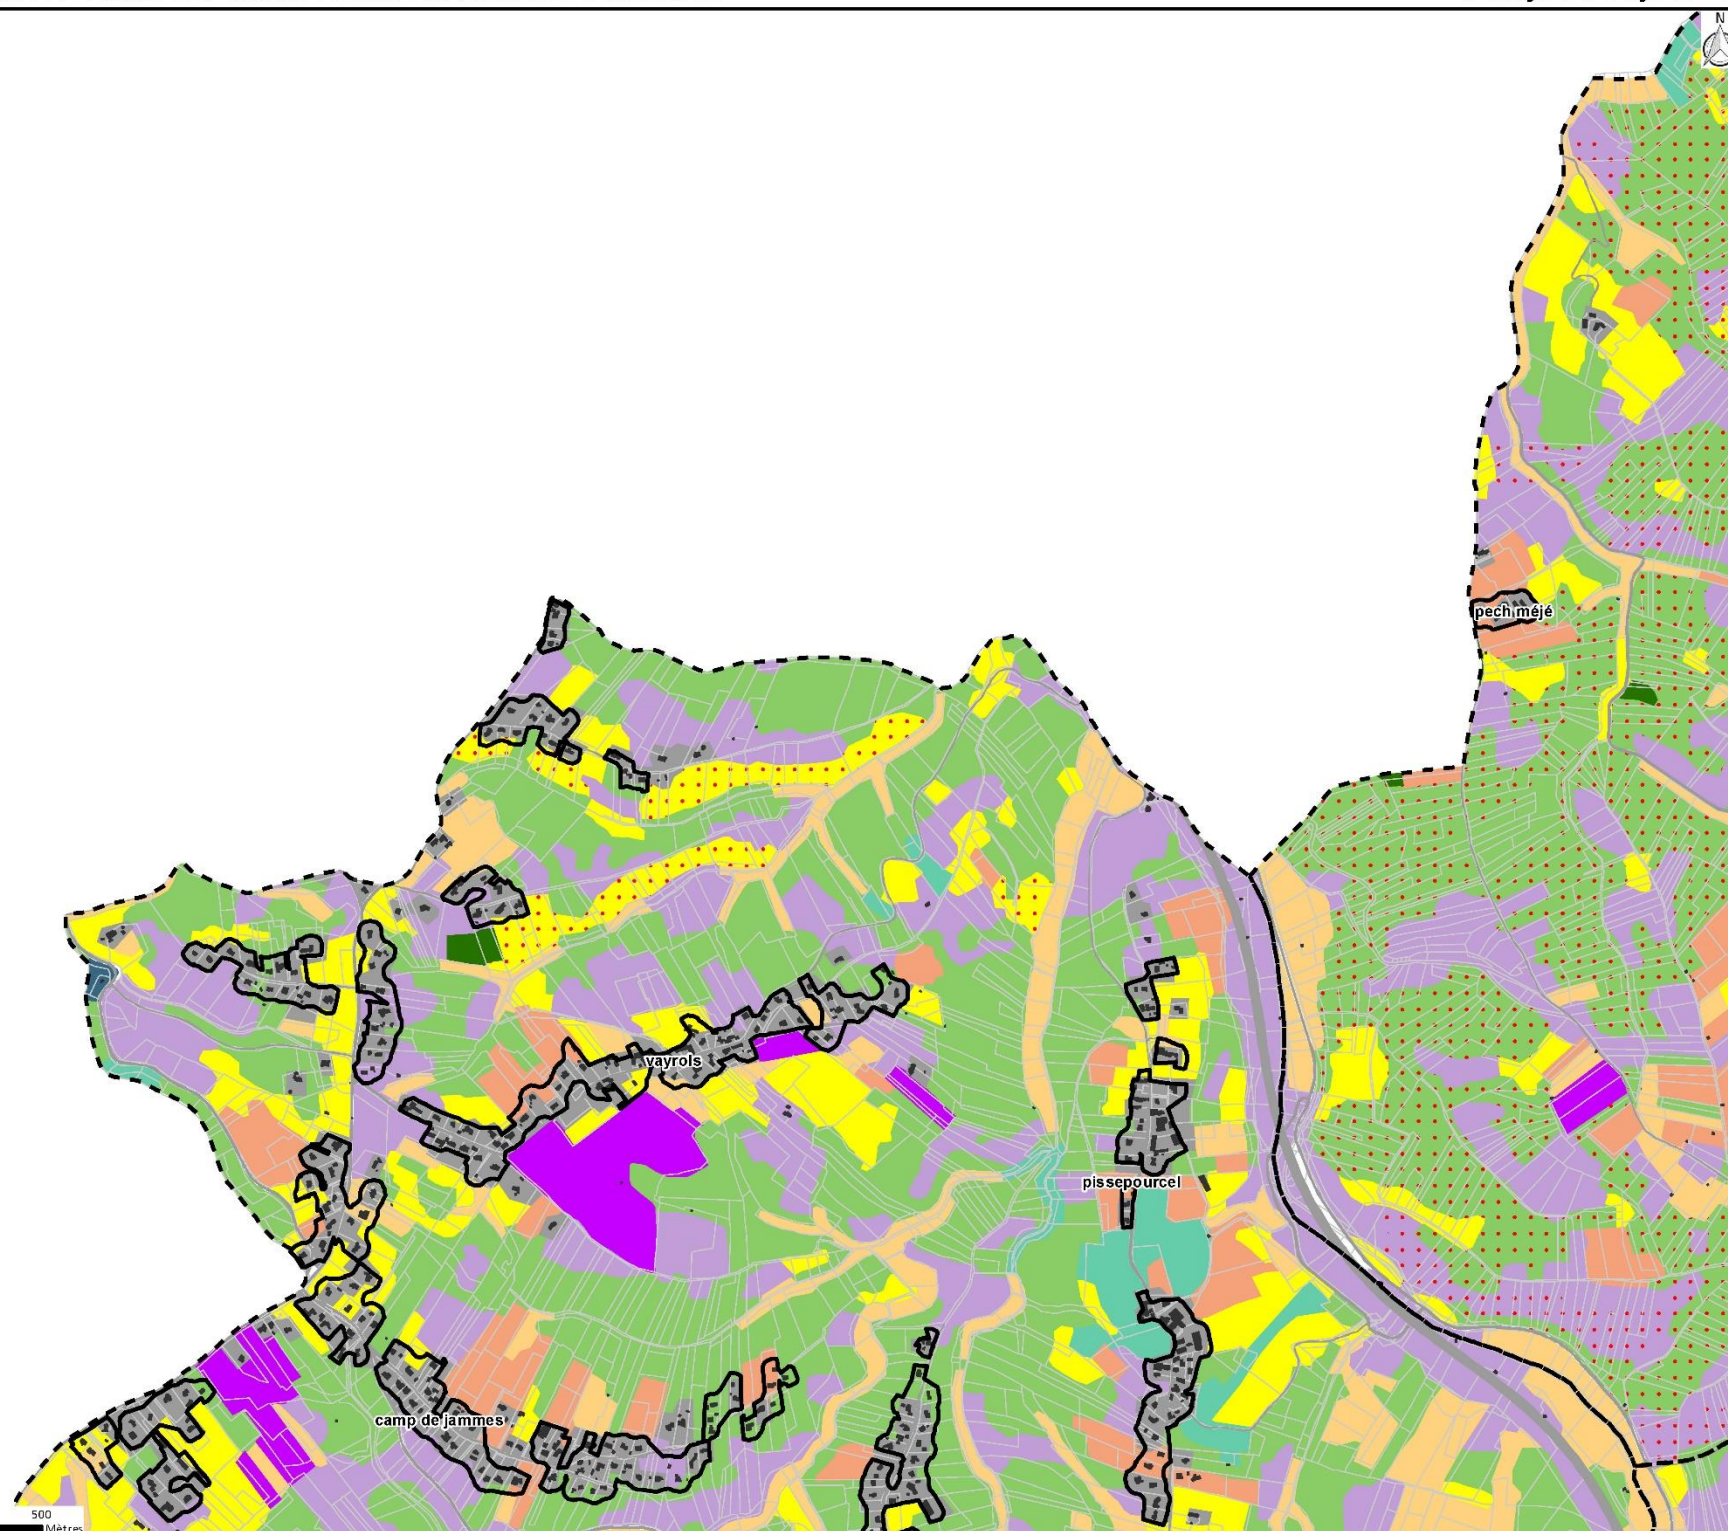 N
pech méjé
vayrols
pissepourcel
camp de jammes
500
Mètres